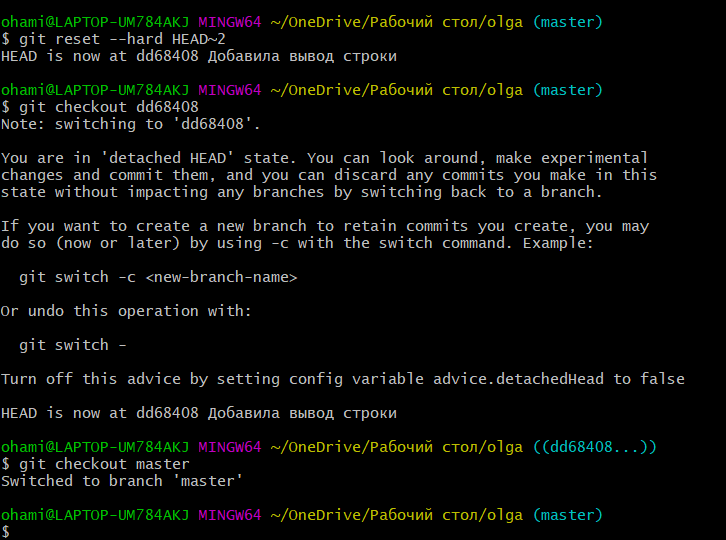 ohami@LAPTOP-UM784AKJ MINGW64 ~/OneDrive/Рабочий стол/olga (master)
$ git reset --hard HEAD~2
HEAD is now at dd68408 Добавила вывод строки
ohami@LAPTOP-UM784AKJ MINGW64 ~/OneDrive/Рабочий стол/olga (master)
$ git checkout dd68408
Note: switching to 'dd68408'.
You are in 'detached HEAD' state. You can look around, make experimental
changes and commit them, and you can discard any commits you make in this
state without impacting any branches by switching back to a branch.
If you want to create a new branch to retain commits you create, you may
do so (now or later) by using -c with the switch command. Example:
git switch -c <new-branch-name>
Or undo this operation with:
git switch -
Turn off this advice by setting config variable advice.detachedHead to false
HEAD is now at dd68408 Добавила вывод строки
ohami@LAPTOP-UM784AKJ MINGW64 ~/OneDrive/Рабочий стол/olga ((dd68408...))
$ git checkout master
Switched to branch 'master'
ohami@LAPTOP-UM784AKJ MINGW64 ~/OneDrive/Рабочий стол/olga (master)
$